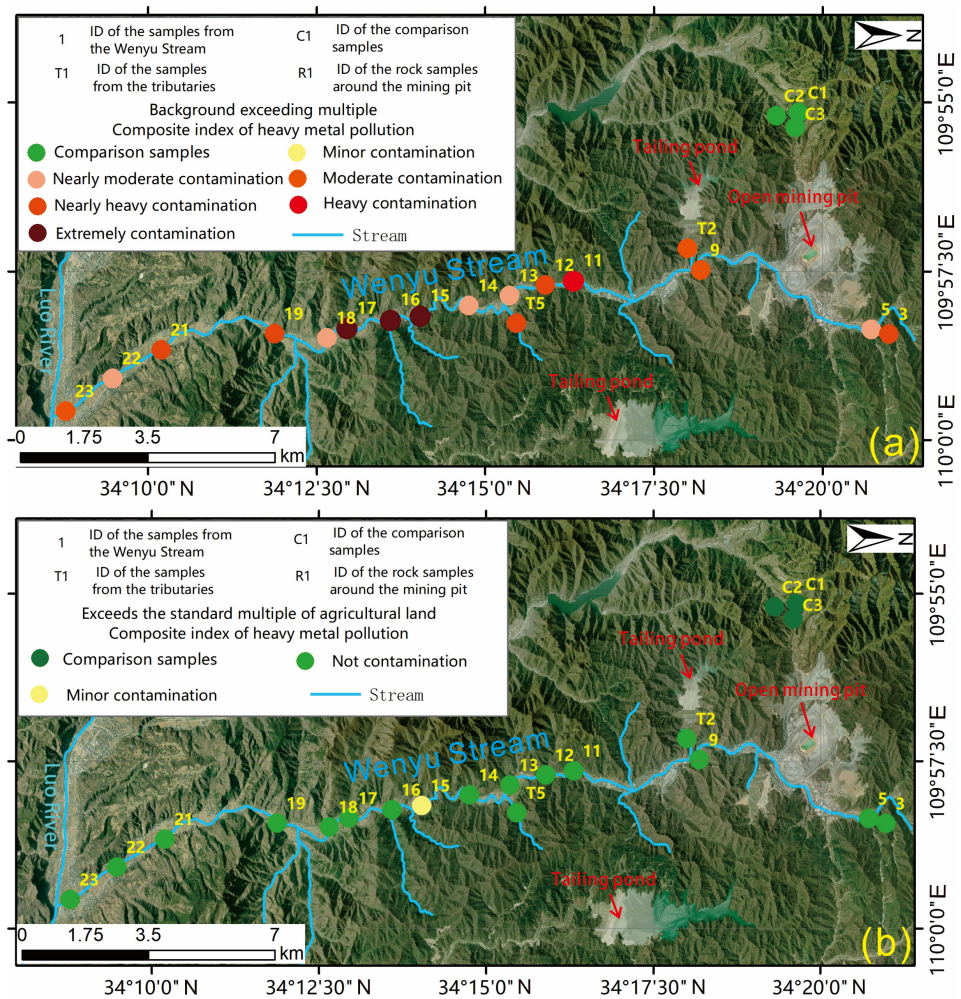 1
ID of the samples from
the Wenyu Stream
C1
ID of the comparison
samples
T1
ID of the samples
from the tributaries
R1
ID of the rock samples
around the mining pit
Background exceeding multiple
Composite index of heavy metal pollution
Comparison samples
Minor contamination
Nearly moderate contamination
Moderate contamination
Nearly heavy contamination
Heavy contamination
Extremely contamination
Stream
N
109°55'0"E
109°57'30"E
110°0'0"E
C2
C1
C3
Tailing pond
Open mining pit
T2
9
5
3
Wenyu Stream
11
12
13
14
T5
15
16
17
18
19
21
22
23
Luo River
Tailing pond
(a)
0
1.75
3.5
7
km
34°10'0" N
34°12'30" N
34°15'0" N
34°17'30" N
34°20'0" N
1
ID of the samples from
the Wenyu Stream
C1
ID of the comparison
samples
T1
ID of the samples
from the tributaries
R1
ID of the rock samples
around the mining pit
Exceeds the standard multiple of agricultural land
Composite index of heavy metal pollution
Comparison samples
Not contamination
Minor contamination
Stream
N
109°55'0"E
109°57'30"E
110°0'0"E
C2
C1
C3
Tailing pond
Open mining pit
T2
9
5
3
Wenyu Stream
11
12
13
14
T5
15
16
17
18
19
21
22
23
Luo River
Tailing pond
(b)
0
1.75
3.5
7
km
34°10'0" N
34°12'30" N
34°15'0" N
34°17'30" N
34°20'0" N